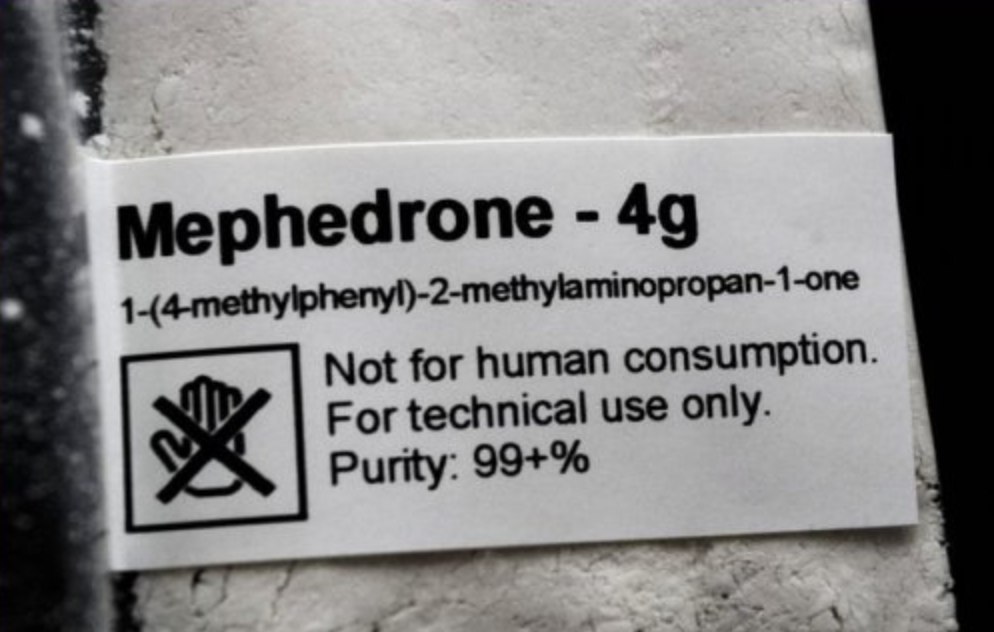 Mephedrone - 4g
1-(4-methylphenyl)-2-methylaminopropan-1-one
Not for human consumption.
For technical use only.
Purity: 99+%